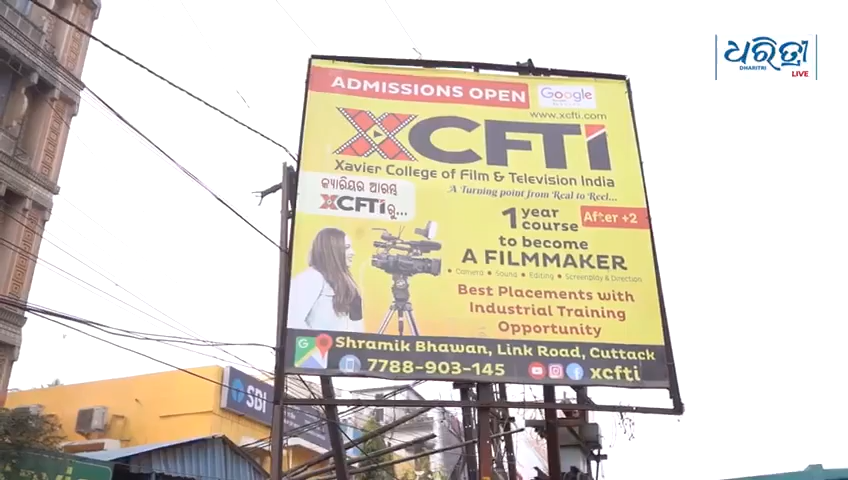 ଧରିତ୍ରୀ
DHARITRI
LIVE
ADMISSIONS OPEN
Google
www.xcfti.com
XCFTi
Xavier College of Film & Television India
A Turning point from Real to Reel...
କ୍ୟାରିୟର ଆରମ୍ଭ
XCFTi ରୁ...
1 year course
After +2
to become
A FILMMAKER
• Camera • Sound • Editing • Screenplay & Direction
Best Placements with
Industrial Training
Opportunity
Shramik Bhawan, Link Road, Cuttack
7788-903-145
xcfti
SBI